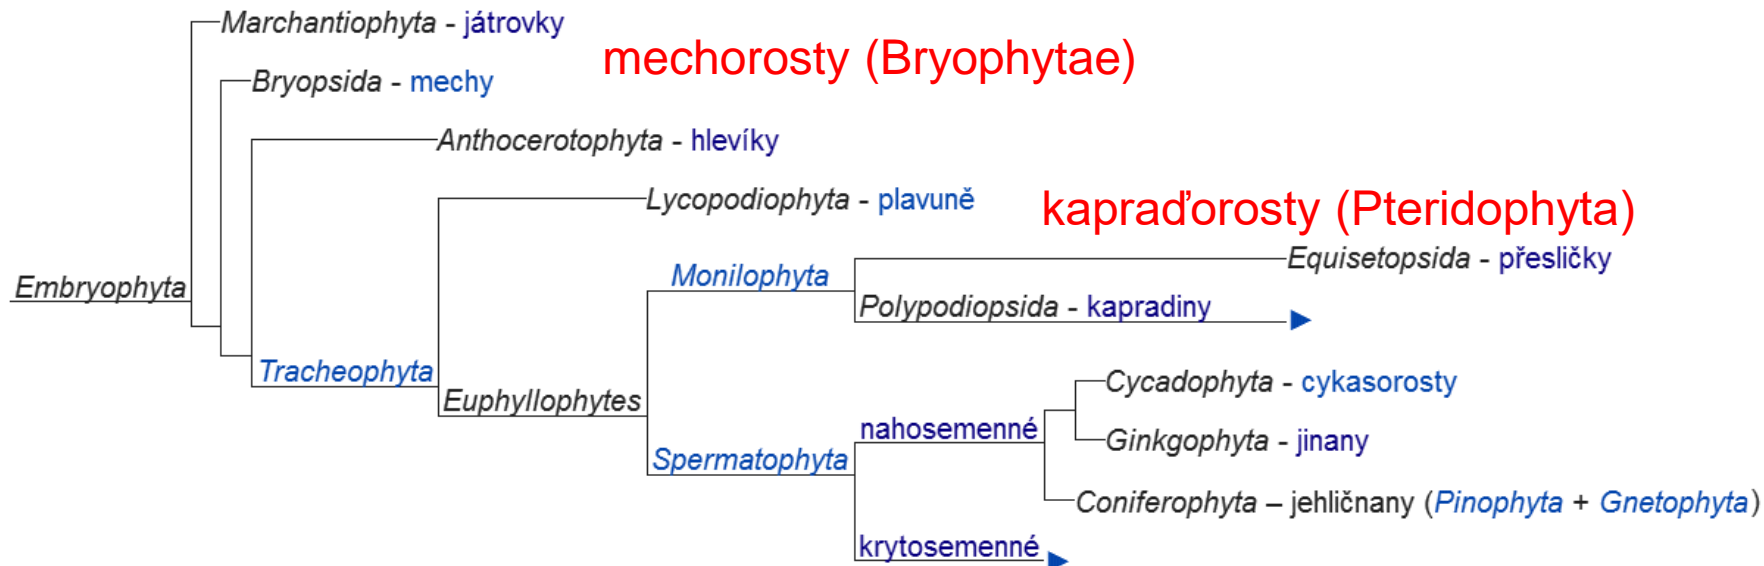 Marchantiophyta - játrovky
mechorosty (Bryophytae)
Bryopsida - mechy
Anthocerotophyta - hlevíky
Lycopodiophyta - plavuně
kapraďorosty (Pteridophyta)
Equisetopsida - přesličky
Monilophyta
Embryophyta
Polypodiopsida - kapradiny
Tracheophyta
Cycadophyta - cykasorosty
Euphyllophytes
nahosemenné
Ginkgophyta - jinany
Spermatophyta
Coniferophyta – jehličnany (Pinophyta + Gnetophyta)
krytosemenné